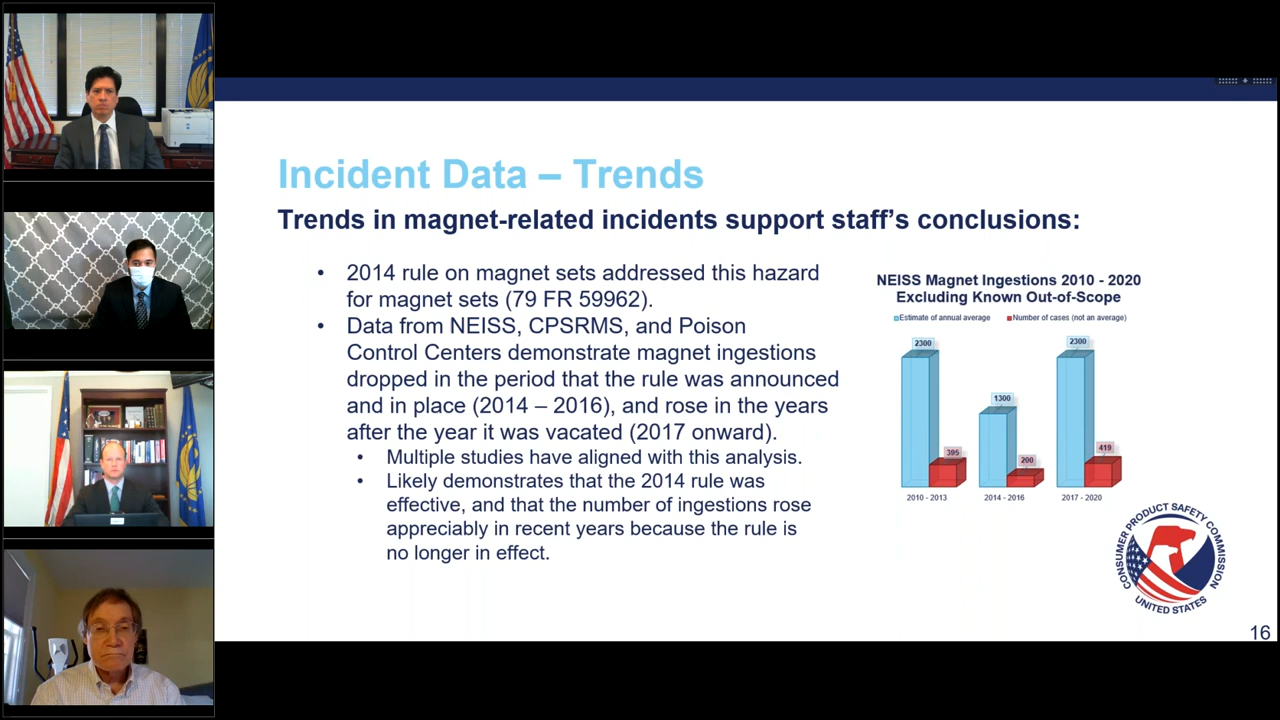 Incident Data – Trends
Trends in magnet-related incidents support staff’s conclusions:
• 2014 rule on magnet sets addressed this hazard
for magnet sets (79 FR 59962).
• Data from NEISS, CPSRMS, and Poison
Control Centers demonstrate magnet ingestions
dropped in the period that the rule was announced
and in place (2014 – 2016), and rose in the years
after the year it was vacated (2017 onward).
• Multiple studies have aligned with this analysis.
• Likely demonstrates that the 2014 rule was
effective, and that the number of ingestions rose
appreciably in recent years because the rule is
no longer in effect.
NEISS Magnet Ingestions 2010 - 2020
Excluding Known Out-of-Scope
Estimate of annual average Number of cases (not an average)
2300 395 1300 200 2300 419
2010 - 2013 2014 - 2016 2017 - 2020
CONSUMER PRODUCT SAFETY COMMISSION
UNITED STATES
16